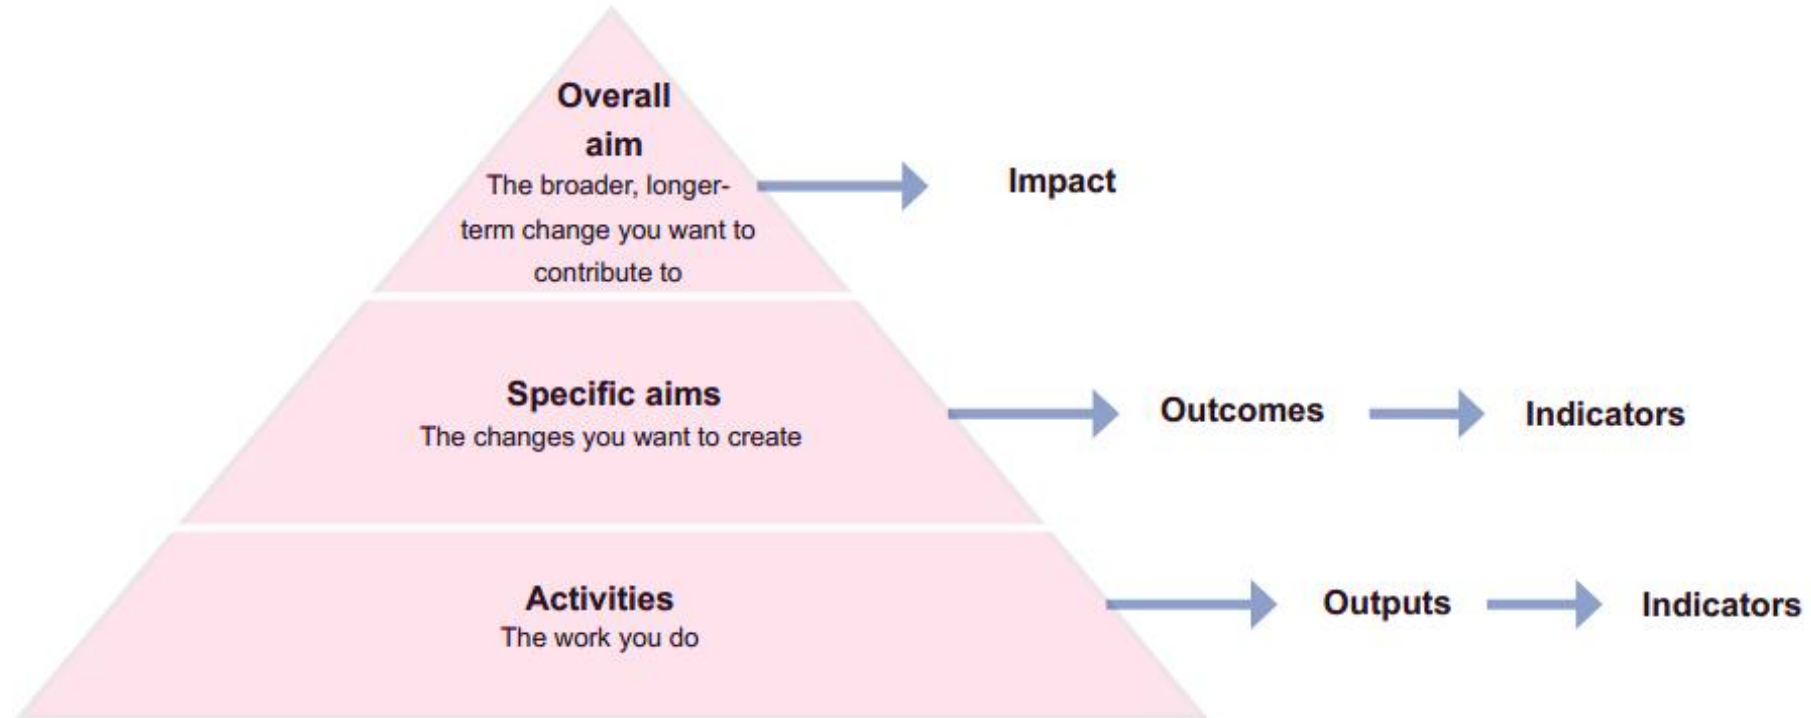 Overall
aim
The broader, longer-
term change you want to
contribute to
Impact
Specific aims
The changes you want to create
Outcomes
Indicators
Activities
The work you do
Outputs
Indicators